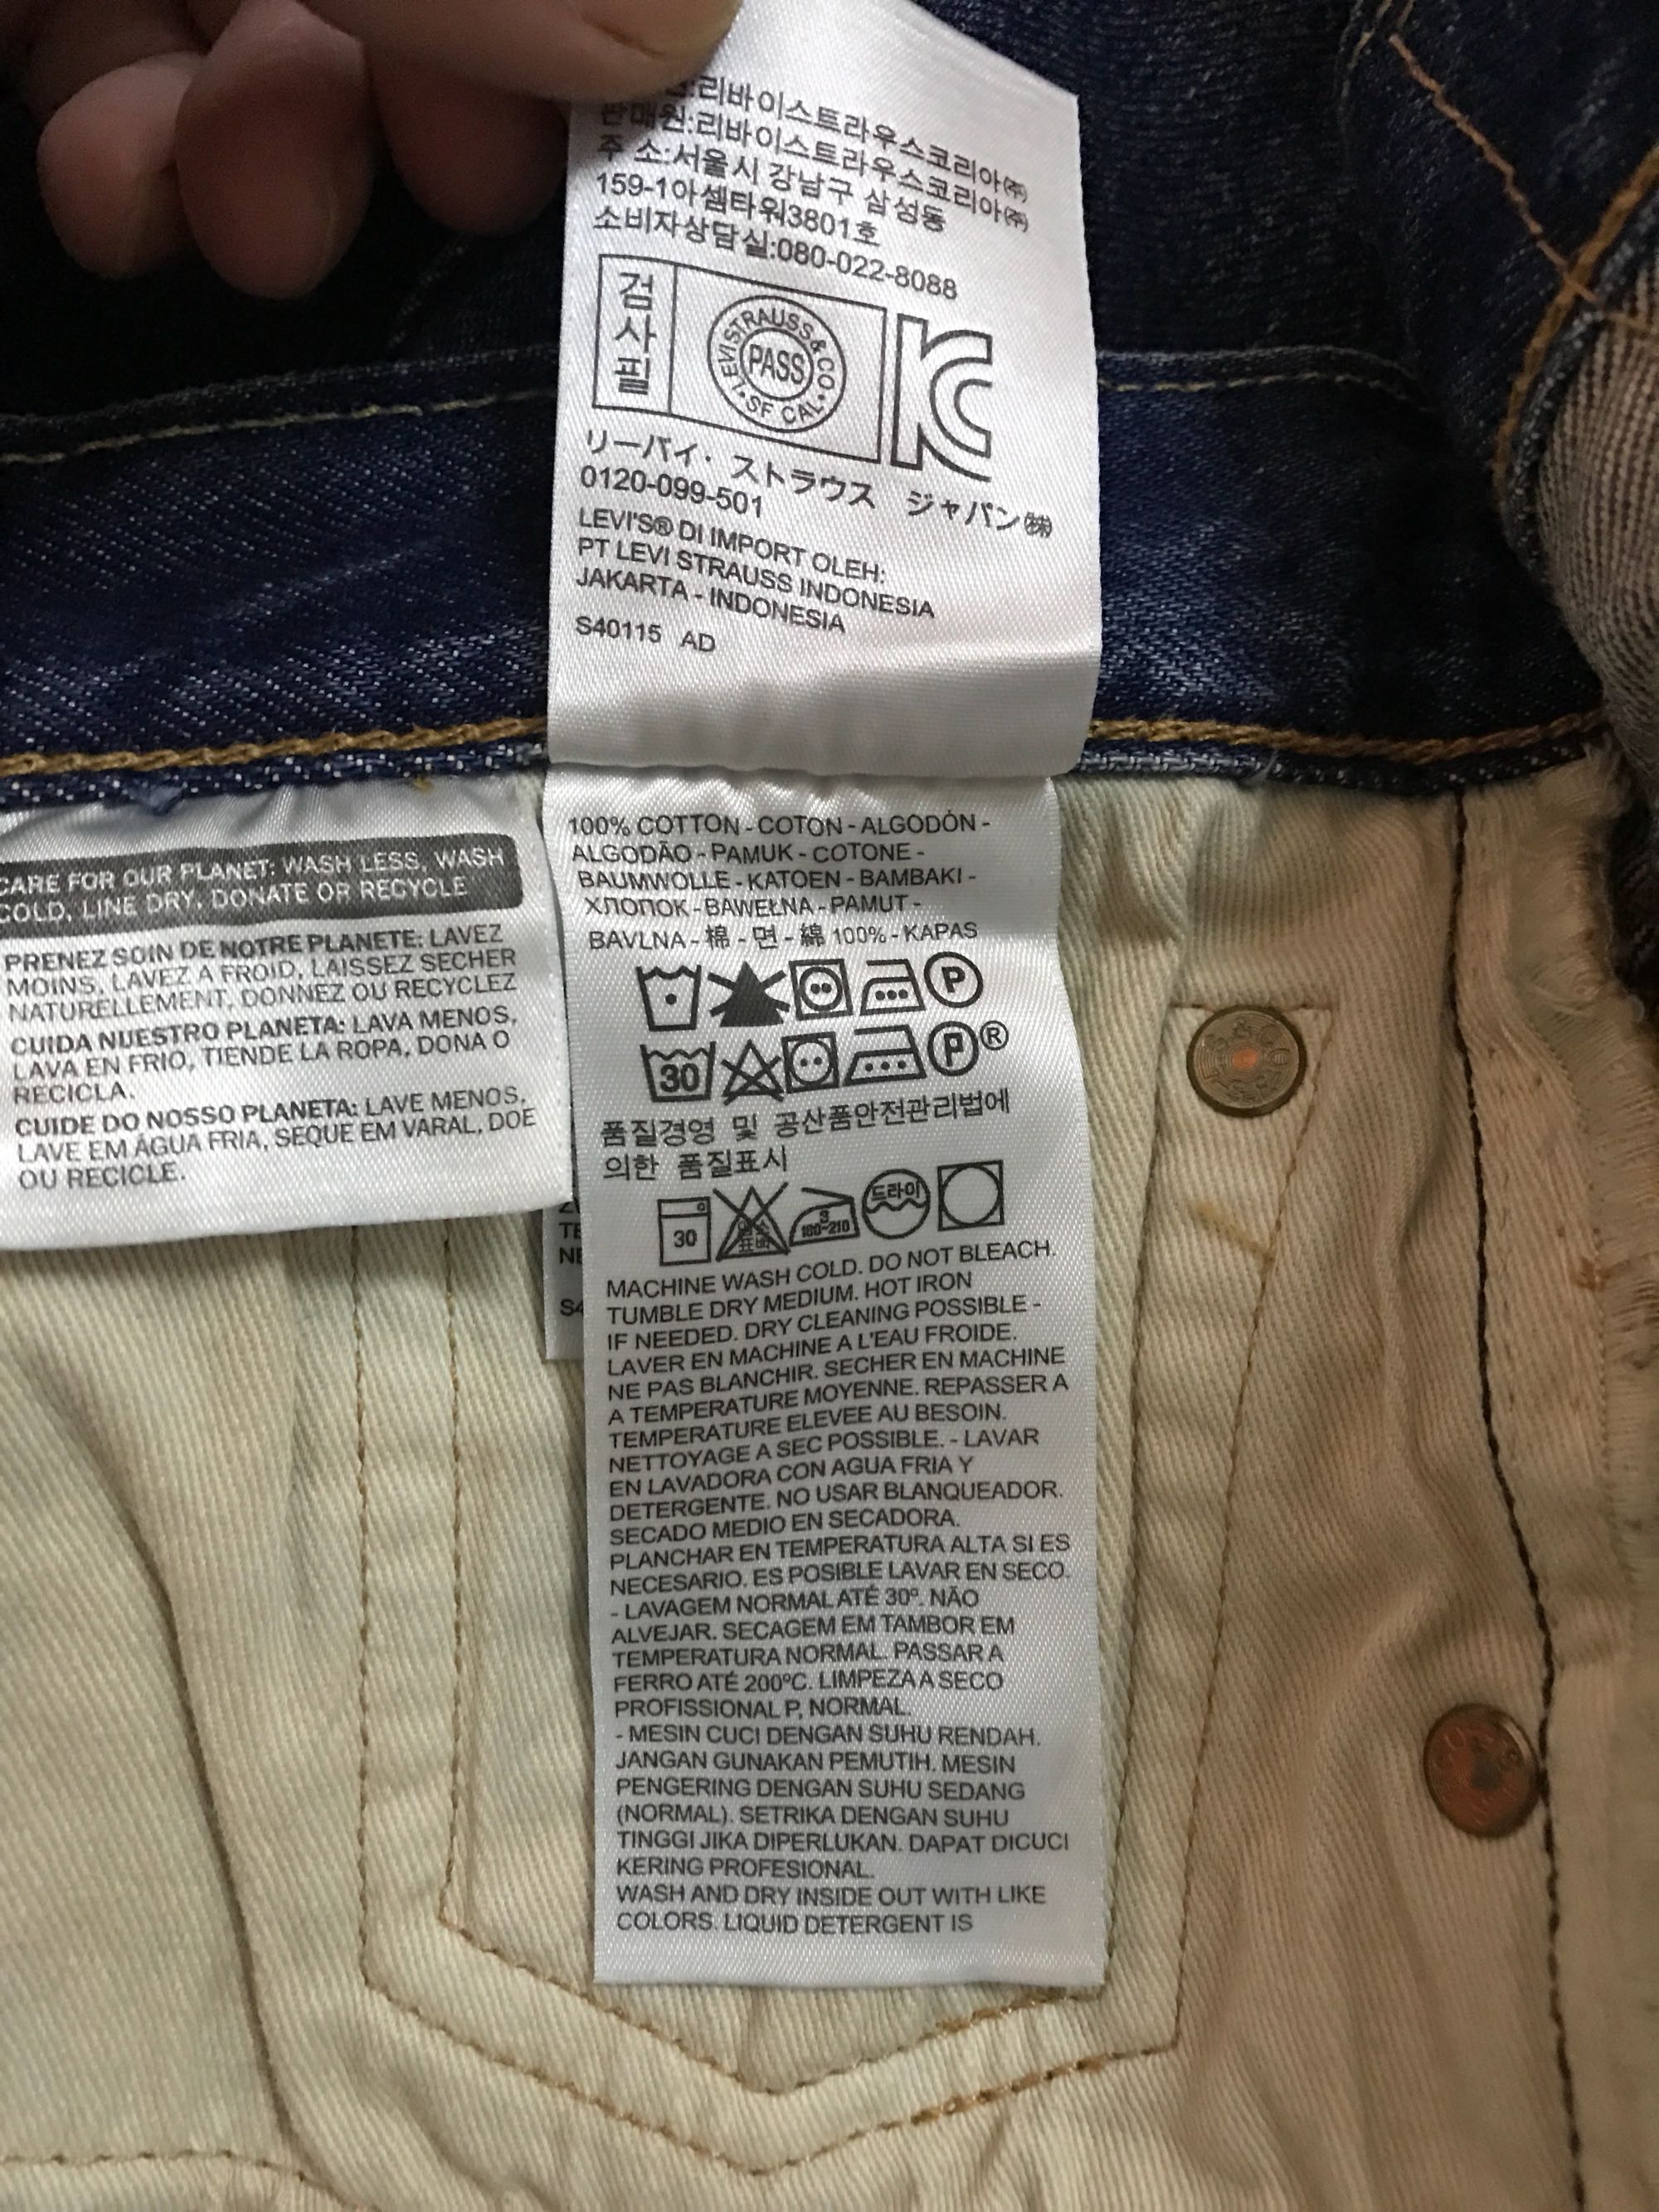 :리바이스트라우스코리아㈜
판매원:리바이스트라우스코리아㈜
주 소:서울시 강남구 삼성동
159-1아셈타워3801호
소비자상담실:080-022-8088
검사필
LEVI STRAUSS & CO. SF CAL.
PASS
KC
リーバイ・ストラウス ジャパン㈱
0120-099-501
LEVI'S® DI IMPORT OLEH:
PT LEVI STRAUSS INDONESIA
JAKARTA - INDONESIA
S40115 AD
CARE FOR OUR PLANET: WASH LESS, WASH
COLD, LINE DRY, DONATE OR RECYCLE
PRENEZ SOIN DE NOTRE PLANETE: LAVEZ
MOINS, LAVEZ A FROID, LAISSEZ SECHER
NATURELLEMENT, DONNEZ OU RECYCLEZ
CUIDA NUESTRO PLANETA: LAVA MENOS,
LAVA EN FRIO, TIENDE LA ROPA, DONA O
RECICLA.
CUIDE DO NOSSO PLANETA: LAVE MENOS,
LAVE EM ÁGUA FRIA, SEQUE EM VARAL, DOE
OU RECICLE.
100% COTTON - COTON - ALGODÓN -
ALGODÃO - PAMUK - COTONE -
BAUMWOLLE - KATOEN - BAMBAKI -
ХЛОПОК - BAWEŁNA - PAMUT -
BAVLNA - 棉 - 면 - 綿 100% - KAPAS
P
30 P ®
품질경영 및 공산품안전관리법에
의한 품질표시
30 염소표백 3 180~210 드라이
MACHINE WASH COLD. DO NOT BLEACH.
TUMBLE DRY MEDIUM. HOT IRON
IF NEEDED. DRY CLEANING POSSIBLE -
LAVER EN MACHINE A L'EAU FROIDE.
NE PAS BLANCHIR. SECHER EN MACHINE
A TEMPERATURE MOYENNE. REPASSER A
TEMPERATURE ELEVEE AU BESOIN.
NETTOYAGE A SEC POSSIBLE. - LAVAR
EN LAVADORA CON AGUA FRIA Y
DETERGENTE. NO USAR BLANQUEADOR.
SECADO MEDIO EN SECADORA.
PLANCHAR EN TEMPERATURA ALTA SI ES
NECESARIO. ES POSIBLE LAVAR EN SECO.
- LAVAGEM NORMAL ATÉ 30º. NÃO
ALVEJAR. SECAGEM EM TAMBOR EM
TEMPERATURA NORMAL. PASSAR A
FERRO ATÉ 200ºC. LIMPEZA A SECO
PROFISSIONAL P, NORMAL.
- MESIN CUCI DENGAN SUHU RENDAH.
JANGAN GUNAKAN PEMUTIH. MESIN
PENGERING DENGAN SUHU SEDANG
(NORMAL). SETRIKA DENGAN SUHU
TINGGI JIKA DIPERLUKAN. DAPAT DICUCI
KERING PROFESIONAL.
WASH AND DRY INSIDE OUT WITH LIKE
COLORS. LIQUID DETERGENT IS